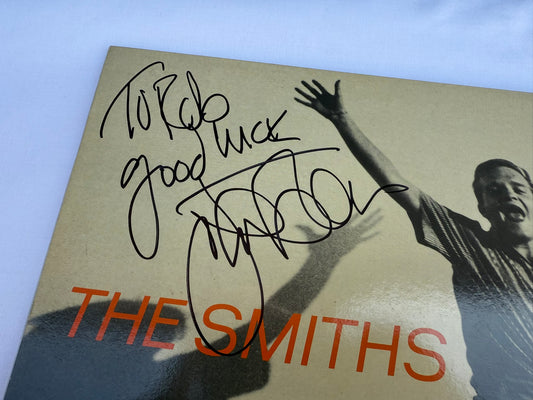 To Rob
good luck
THE SMITHS